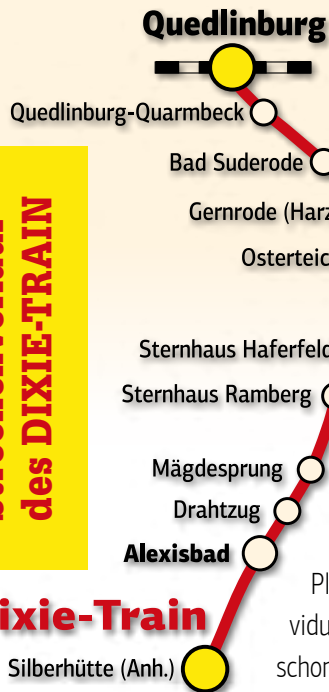 Quedlinburg
Quedlinburg-Quarmbeck
Bad Suderode
Gernrode (Harz
Osterteic
Sternhaus Haferfeld
Sternhaus Ramberg
Mägdesprung
Drahtzug
Alexisbad
Silberhütte (Anh.)
des DIXIE-TRAIN
ixie-Train
Pl
vidu
schon